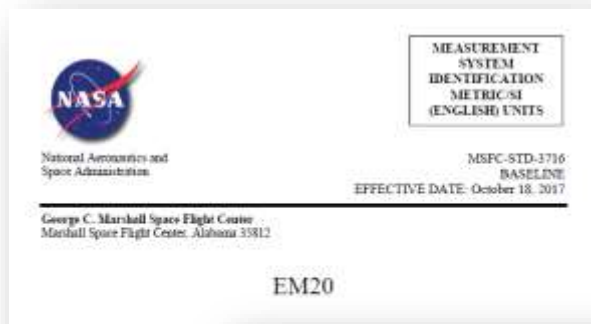 MEASUREMENT
SYSTEM
IDENTIFICATION
METRIC/SI
(ENGLISH) UNITS
NASA
National Aeronautics and
Space Administration
MSFC-STD-3716
BASELINE
EFFECTIVE DATE: October 18, 2017
George C. Marshall Space Flight Center
Marshall Space Flight Center, Alabama 35812
EM20